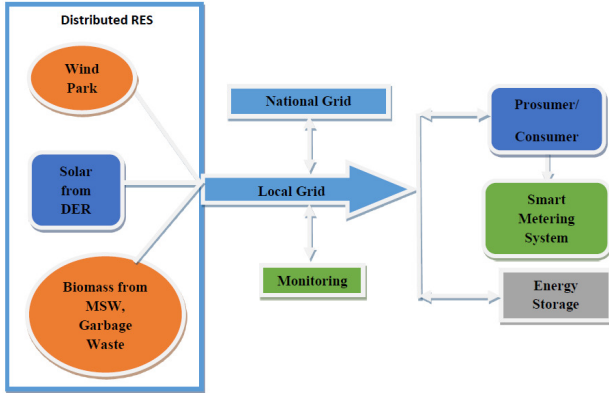 Distributed RES
Wind
Park
Solar
from
DER
Biomass from
MSW,
Garbage
Waste
National Grid
Local Grid
Monitoring
Prosumer/
Consumer
Smart
Metering
System
Energy
Storage